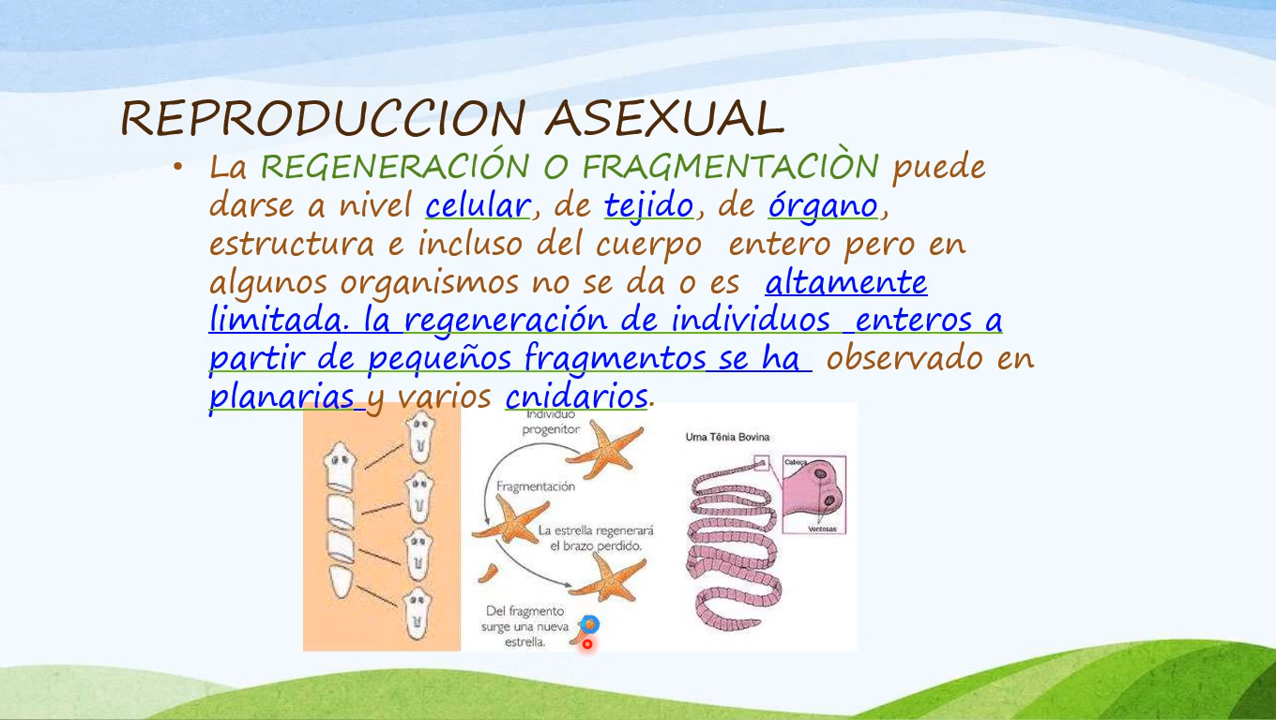 REPRODUCCION ASEXUAL
• La REGENERACIÓN O FRAGMENTACIÒN puede
darse a nivel celular, de tejido, de órgano,
estructura e incluso del cuerpo entero pero en
algunos organismos no se da o es altamente
limitada. la regeneración de individuos enteros a
partir de pequeños fragmentos se ha observado en
planarias y varios cnidarios.
Individuo
progenitor
Fragmentación
La estrella regenerará
el brazo perdido.
Del fragmento
surge una nueva
estrella.
Uma Tênia Bovina
Cabeça
Ventosas